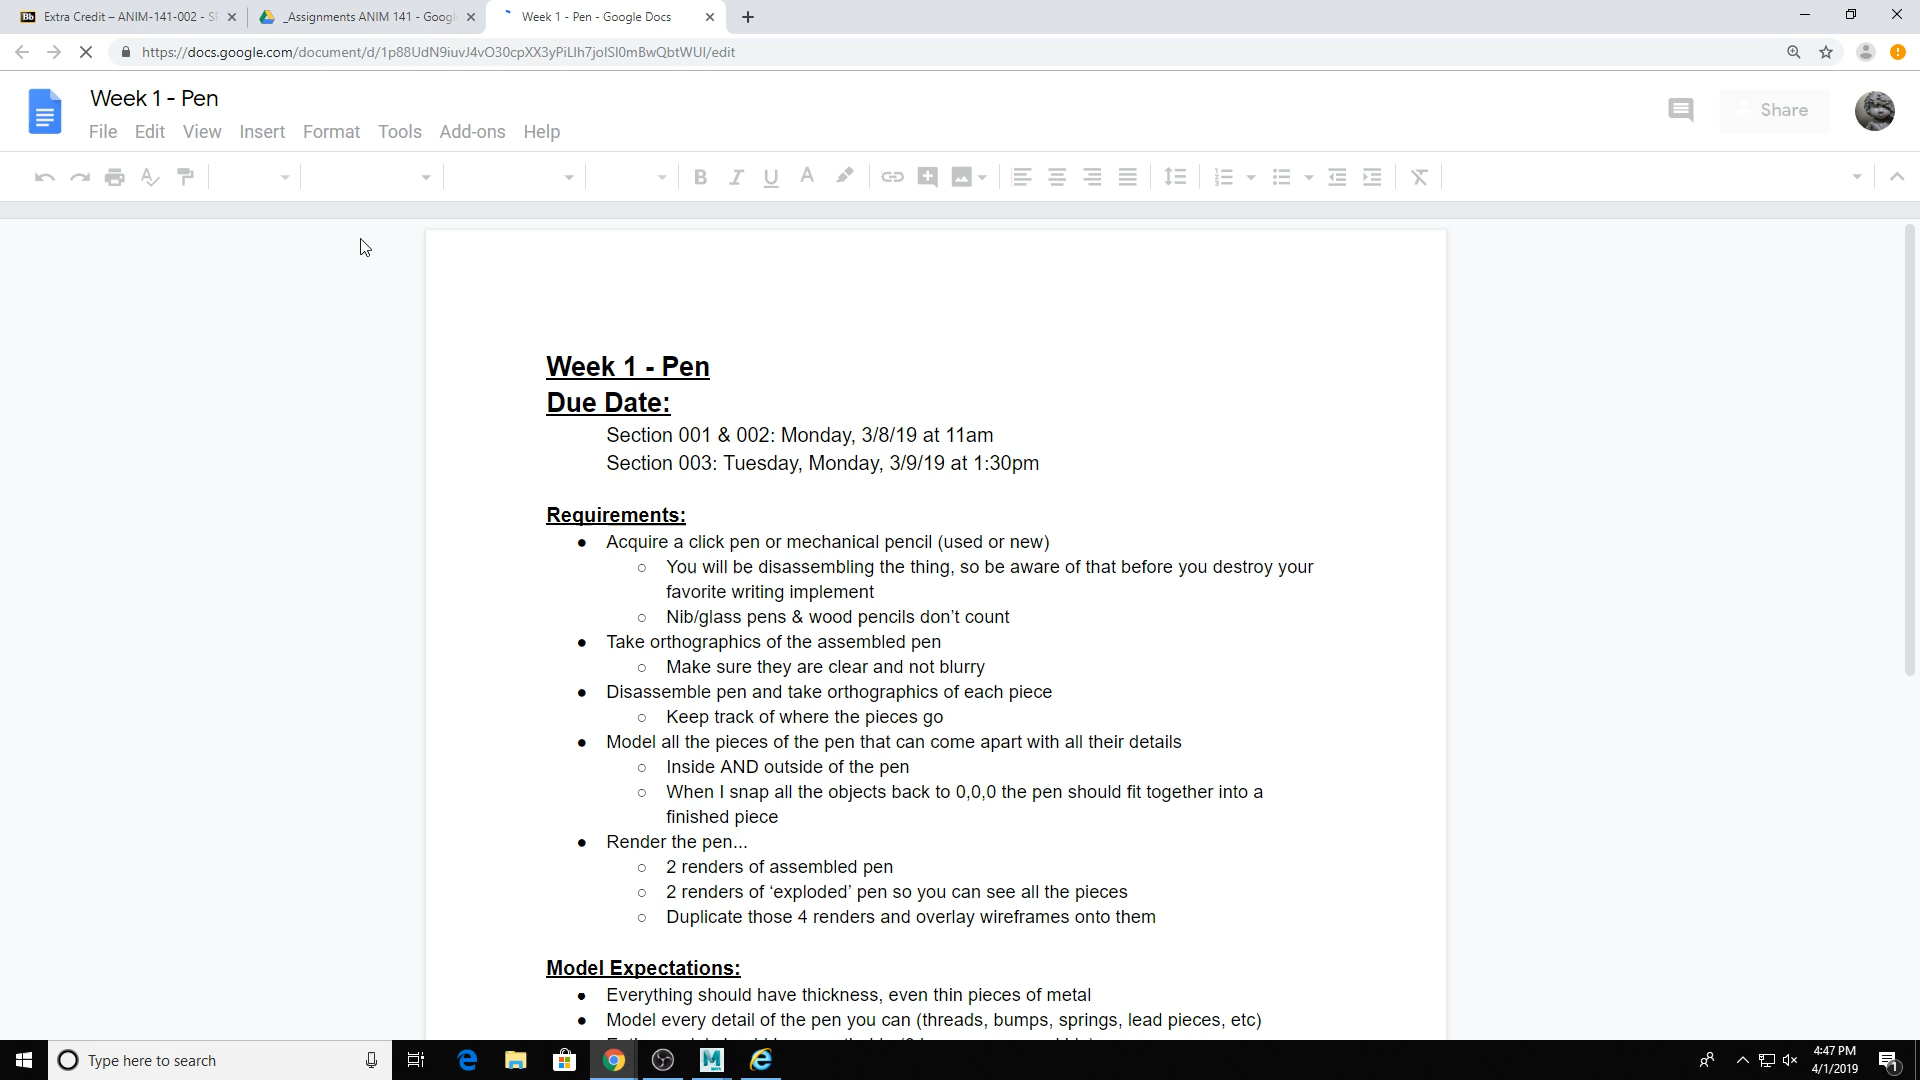 Extra Credit – ANIM-141-002 - S
_Assignments ANIM 141 - Googl
Week 1 - Pen - Google Docs
https://docs.google.com/document/d/1p88UdN9iuvJ4vO30cpXX3yPiLIh7joISI0mBwQbtWUI/edit
Week 1 - Pen
File Edit View Insert Format Tools Add-ons Help
Share
Week 1 - Pen
Due Date:
Section 001 & 002: Monday, 3/8/19 at 11am
Section 003: Tuesday, Monday, 3/9/19 at 1:30pm
Requirements:
● Acquire a click pen or mechanical pencil (used or new)
○ You will be disassembling the thing, so be aware of that before you destroy your
favorite writing implement
○ Nib/glass pens & wood pencils don’t count
● Take orthographics of the assembled pen
○ Make sure they are clear and not blurry
● Disassemble pen and take orthographics of each piece
○ Keep track of where the pieces go
● Model all the pieces of the pen that can come apart with all their details
○ Inside AND outside of the pen
○ When I snap all the objects back to 0,0,0 the pen should fit together into a
finished piece
● Render the pen...
○ 2 renders of assembled pen
○ 2 renders of ‘exploded’ pen so you can see all the pieces
○ Duplicate those 4 renders and overlay wireframes onto them
Model Expectations:
● Everything should have thickness, even thin pieces of metal
● Model every detail of the pen you can (threads, bumps, springs, lead pieces, etc)
Type here to search
4:47 PM
4/1/2019